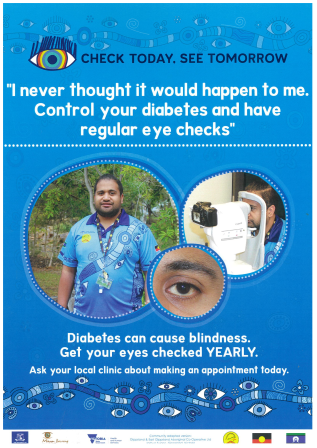 CHECK TODAY. SEE TOMORROW
"I never thought it would happen to me.
Control your diabetes and have
regular eye checks"
Diabetes can cause blindness.
Get your eyes checked YEARLY.
Ask your local clinic about making an appointment today.